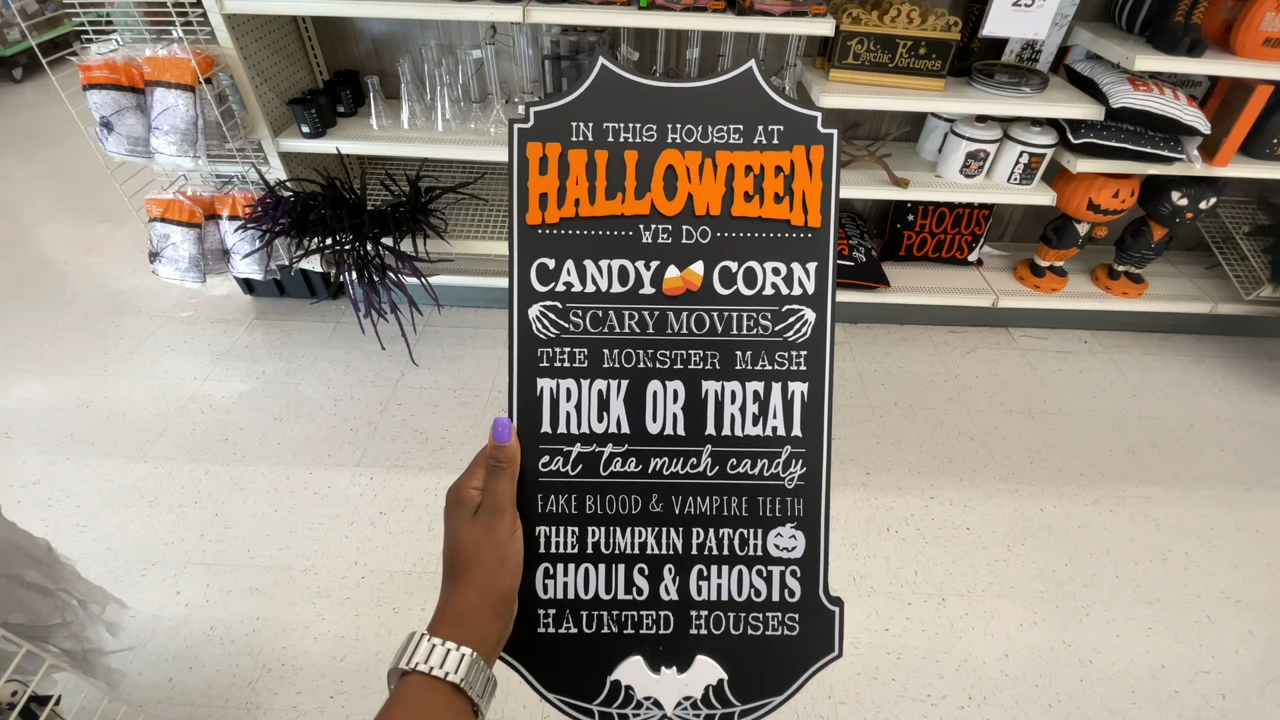 IN THIS HOUSE AT
HALLOWEEN
WE DO
CANDY CORN
SCARY MOVIES
THE MONSTER MASH
TRICK OR TREAT
eat too much candy
FAKE BLOOD & VAMPIRE TEETH
THE PUMPKIN PATCH
GHOULS & GHOSTS
HAUNTED HOUSES
PSYCHIC FORTUNES
HOCUS
POCUS